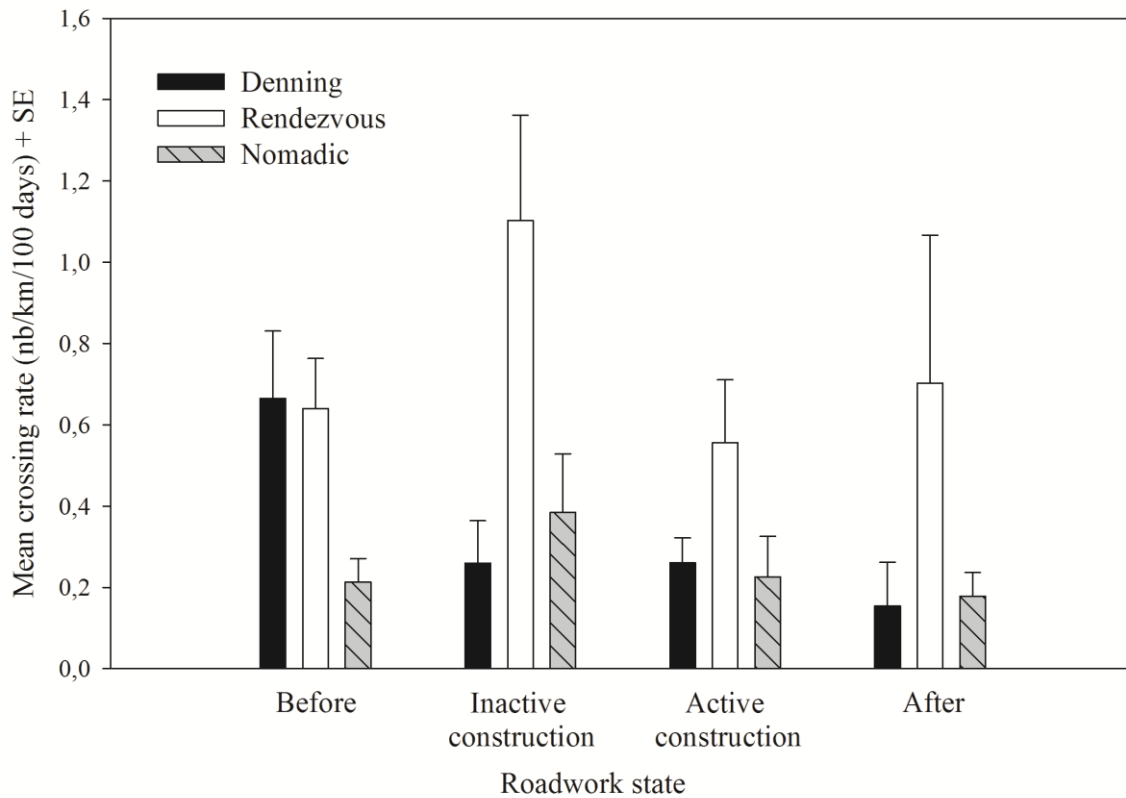 Mean crossing rate (nb/km/100 days) + SE
1,6
1,4
1,2
1,0
0,8
0,6
0,4
0,2
0,0
Denning
Rendezvous
Nomadic
Before
Inactive
construction
Active
construction
After
Roadwork state